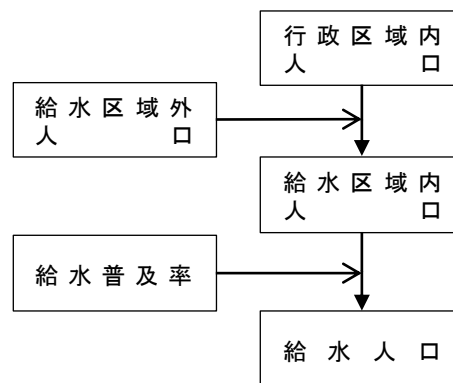 行政区域内
人口
給水区域外
人口
給水区域内
人口
給水普及率
給水人口